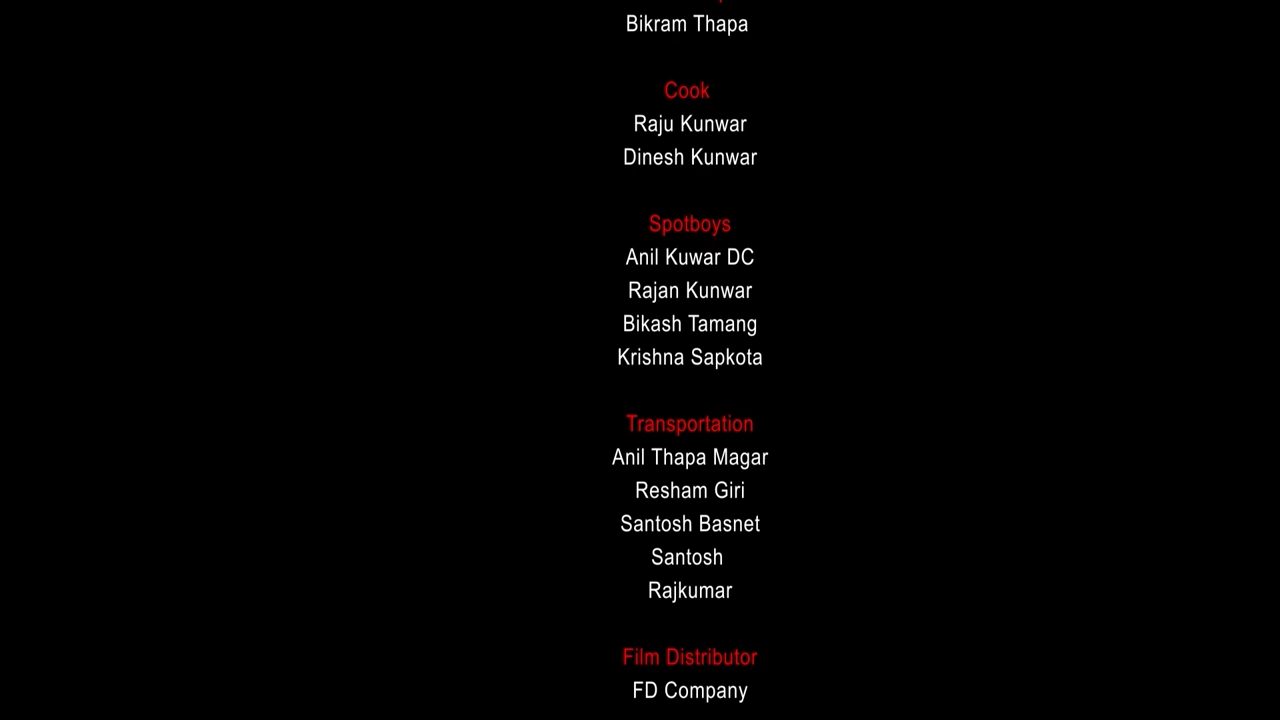 Bikram Thapa
Cook
Raju Kunwar
Dinesh Kunwar
Spotboys
Anil Kuwar DC
Rajan Kunwar
Bikash Tamang
Krishna Sapkota
Transportation
Anil Thapa Magar
Resham Giri
Santosh Basnet
Santosh
Rajkumar
Film Distributor
FD Company